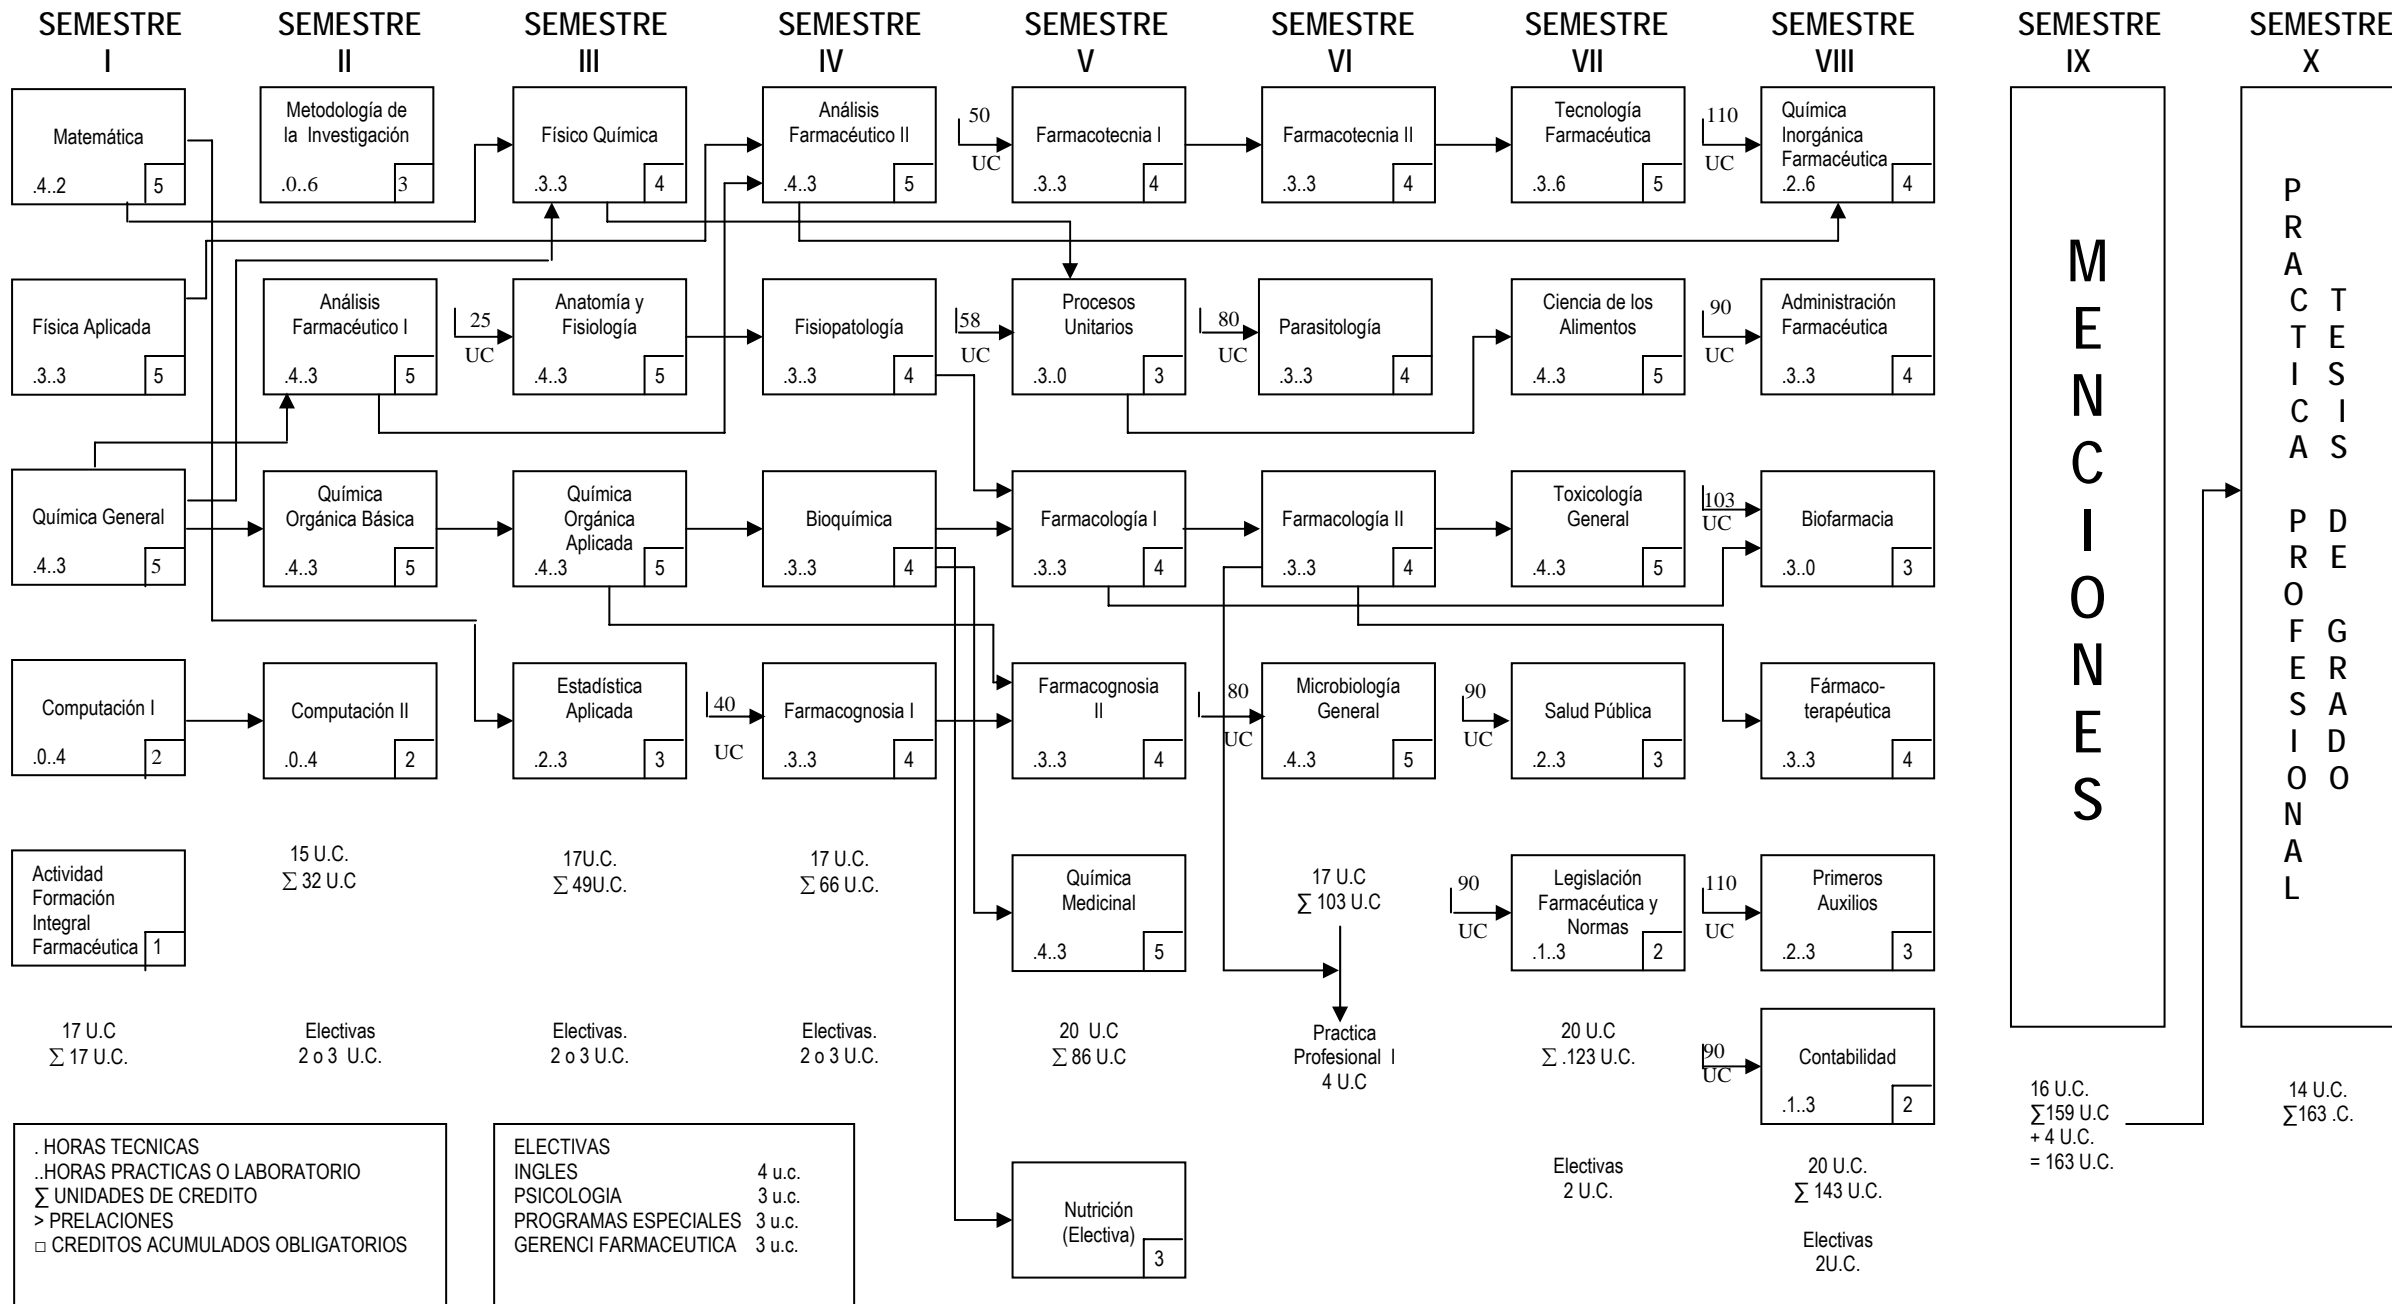 SEMESTRE
I
SEMESTRE
II
SEMESTRE
III
SEMESTRE
IV
SEMESTRE
V
SEMESTRE
VI
SEMESTRE
VII
SEMESTRE
VIII
SEMESTRE
IX
SEMESTRE
X
Matemática
.4..2 5
Metodología de
la Investigación
.0..6 3
Físico Química
.3..3 4
Análisis
Farmacéutico II
.4..3 5
50
UC
Farmacotecnia I
.3..3 4
Farmacotecnia II
.3..3 4
Tecnología
Farmacéutica
.3..6 5
110
UC
Química
Inorgánica
Farmacéutica
.2..6 4
Física Aplicada
.3..3 5
Análisis
Farmacéutico I
.4..3 5
25
UC
Anatomía y
Fisiología
.4..3 5
Fisiopatología
.3..3 4
58
UC
Procesos
Unitarios
.3..0 3
80
UC
Parasitología
.3..3 4
Ciencia de los
Alimentos
.4..3 5
90
UC
Administración
Farmacéutica
.3..3 4
Química General
.4..3 5
Química
Orgánica Básica
.4..3 5
Química
Orgánica
Aplicada
.4..3 5
Bioquímica
.3..3 4
Farmacología I
.3..3 4
Farmacología II
.3..3 4
Toxicología
General
.4..3 5
103
UC
Biofarmacia
.3..0 3
Computación I
.0..4 2
Computación II
.0..4 2
Estadística
Aplicada
.2..3 3
40
UC
Farmacognosia I
.3..3 4
Farmacognosia
II
.3..3 4
80
UC
Microbiología
General
.4..3 5
90
UC
Salud Pública
.2..3 3
Fármaco-
terapéutica
.3..3 4
Actividad
Formación
Integral
Farmacéutica 1
15 U.C.
∑ 32 U.C
17U.C.
∑ 49U.C.
17 U.C.
∑ 66 U.C.
Química
Medicinal
.4..3 5
17 U.C
∑ 103 U.C
90
UC
Legislación
Farmacéutica y
Normas
.1..3 2
110
UC
Primeros
Auxilios
.2..3 3
17 U.C
∑ 17 U.C.
Electivas
2 o 3 U.C.
Electivas.
2 o 3 U.C.
Electivas.
2 o 3 U.C.
20 U.C
∑ 86 U.C
Practica
Profesional I
4 U.C
20 U.C
∑ .123 U.C.
90
UC
Contabilidad
.1..3 2
Nutrición
(Electiva)
3
Electivas
2 U.C.
20 U.C.
∑ 143 U.C.
Electivas
2U.C.
MENCIONES
16 U.C.
∑159 U.C
+ 4 U.C.
= 163 U.C.
PRACTICA PROFESIONAL
TESIS DE GRADO
14 U.C.
∑163 .C.
. HORAS TECNICAS
..HORAS PRACTICAS O LABORATORIO
∑ UNIDADES DE CREDITO
> PRELACIONES
□ CREDITOS ACUMULADOS OBLIGATORIOS
ELECTIVAS
INGLES 4 u.c.
PSICOLOGIA 3 u.c.
PROGRAMAS ESPECIALES 3 u.c.
GERENCI FARMACEUTICA 3 u.c.